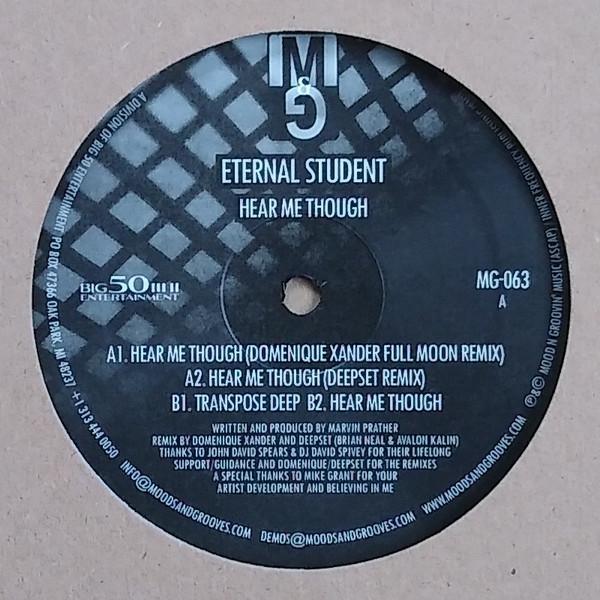 M
&
G
ETERNAL STUDENT
HEAR ME THOUGH
BIG 50
ENTERTAINMENT
MG-063
A
A1. HEAR ME THOUGH (DOMENIQUE XANDER FULL MOON REMIX)
A2. HEAR ME THOUGH (DEEPSET REMIX)
B1. TRANSPOSE DEEP B2. HEAR ME THOUGH
WRITTEN AND PRODUCED BY MARVIN PRATHER
REMIX BY DOMENIQUE XANDER AND DEEPSET (BRIAN NEAL & AVALON KALIN)
THANKS TO JOHN DAVID SPEARS & DJ DAVID SPIVEY FOR THEIR LIFELONG
SUPPORT/GUIDANCE AND DOMENIQUE/DEEPSET FOR THE REMIXES
A SPECIAL THANKS TO MIKE GRANT FOR YOUR
ARTIST DEVELOPMENT AND BELIEVING IN ME
A DIVISION OF BIG 50 ENTERTAINMENT PO BOX 47366 OAK PARK, MI 48237 +1 313 444 0050 INFO@MOODSANDGROOVES.COM DEMOS@MOODSANDGROOVES.COM WWW.MOODSANDGROOVES.COM
℗&© MOOD N GROOVIN' MUSIC (ASCAP) INNER FREQUENCY